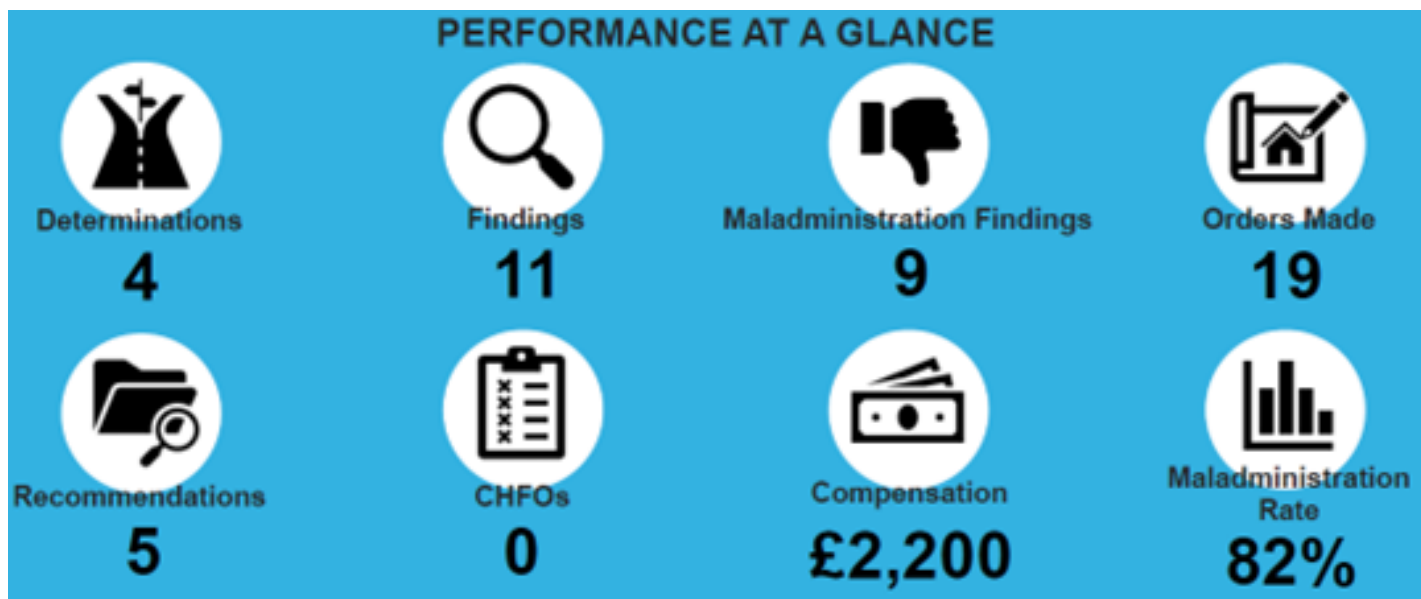 PERFORMANCE AT A GLANCE
Determinations
4
Findings
11
Maladministration Findings
9
Orders Made
19
Recommendations
5
CHFOs
0
Compensation
£2,200
Maladministration
Rate
82%